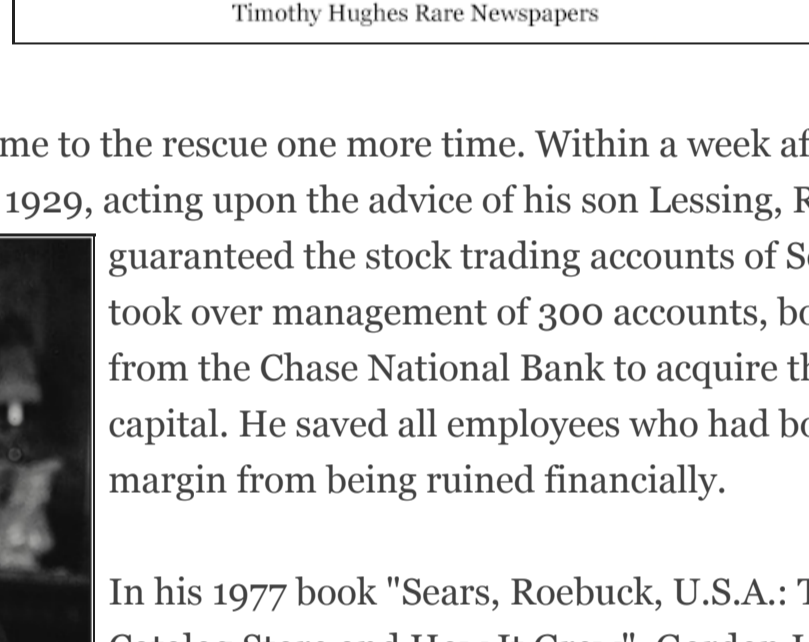 Timothy Hughes Rare Newspapers
me to the rescue one more time. Within a week
1929, acting upon the advice of his son Lessing,
guaranteed the stock trading accounts of
took over management of 300 accounts,
from the Chase National Bank to acquire
capital. He saved all employees who had
margin from being ruined financially.
In his 1977 book "Sears, Roebuck, U.S.A.: